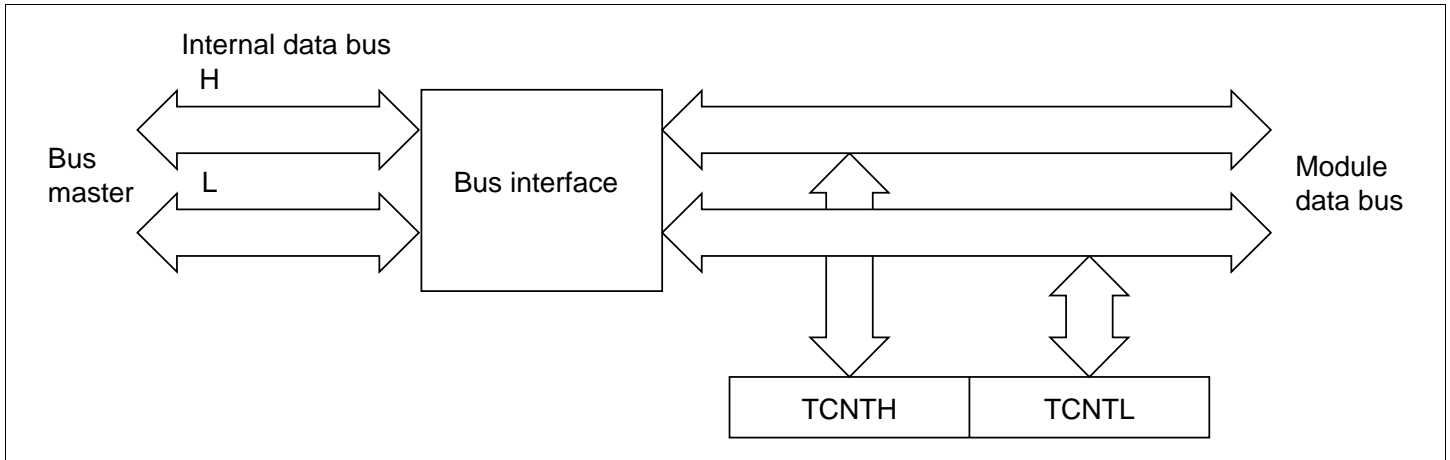 Internal data bus
H
Bus
master
L
Bus interface
Module
data bus
TCNTH
TCNTL